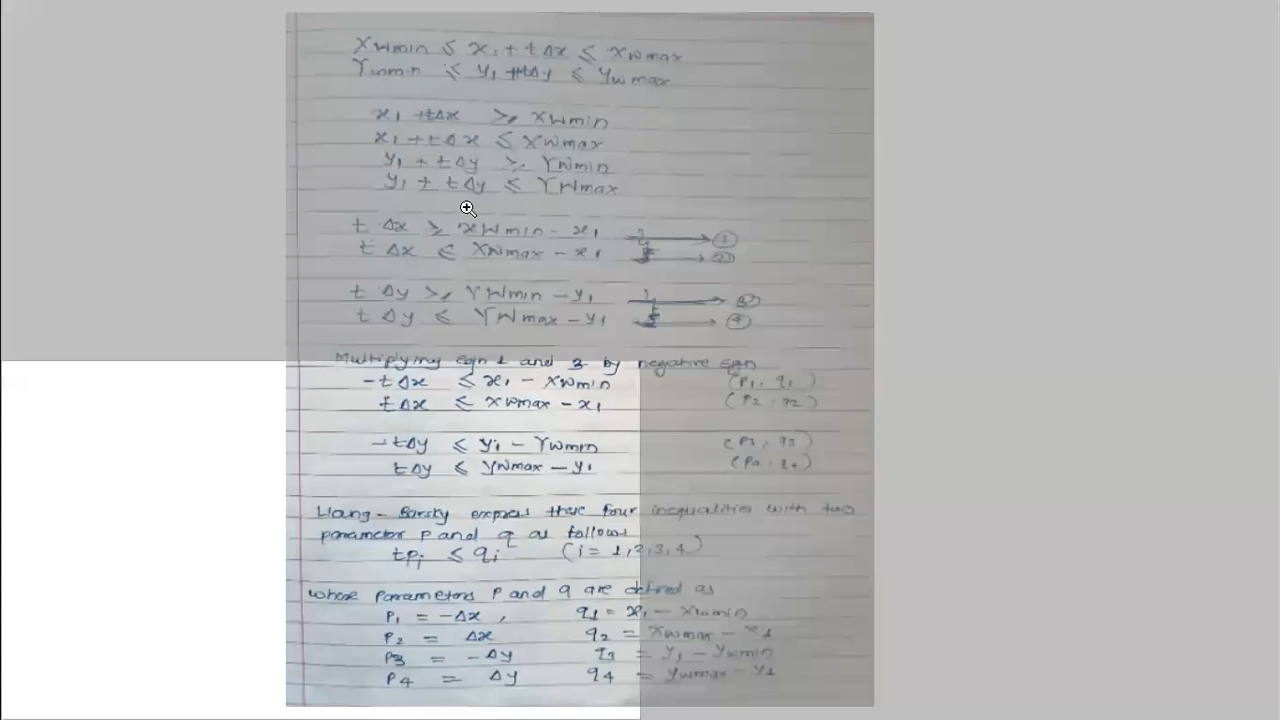 XWmin ≤ x1 + tΔx ≤ XWmax
YWmin ≤ y1 + tΔy ≤ YWmax
x1 + tΔx ≥ XWmin
x1 + tΔx ≤ XWmax
y1 + tΔy ≥ YWmin
y1 + tΔy ≤ YWmax
t Δx ≥ XWmin - x1 → 1
t Δx ≤ XWmax - x1 → 2
t Δy ≥ YWmin - y1 → 3
t Δy ≤ YWmax - y1 → 4
Multiplying eqn 1 and 3 by negative sign
-tΔx ≤ x1 - XWmin (P1, q1)
tΔx ≤ XWmax - x1 (P2, q2)
-tΔy ≤ y1 - YWmin (P3, q3)
tΔy ≤ YWmax - y1 (P4, q4)
Liang-Barsky express these four inequalities with two
parameter p and q as follows
tpi ≤ qi (i = 1,2,3,4)
whose parameters p and q are defined as
P1 = -Δx, q1 = x1 - XWmin
P2 = Δx q2 = XWmax - x1
P3 = -Δy q3 = y1 - YWmin
P4 = Δy q4 = YWmax - y1